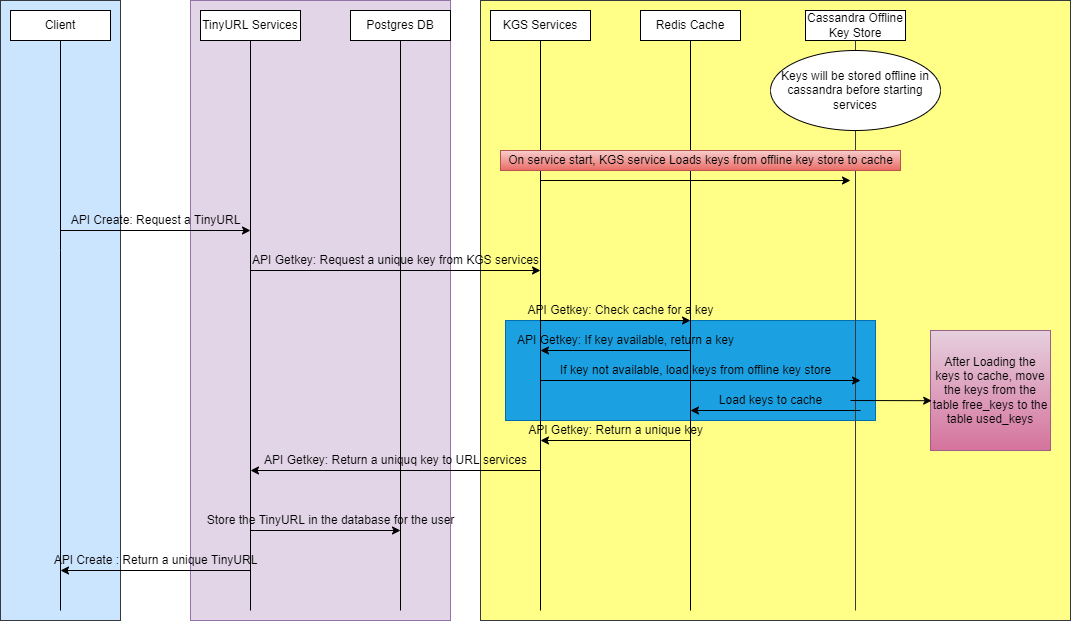 Client
TinyURL Services
Postgres DB
KGS Services
Redis Cache
Cassandra Offline
Key Store
Keys will be stored offline in
cassandra before starting
services
On service start, KGS service Loads keys from offline key store to cache
API Create: Request a TinyURL
API Getkey: Request a unique key from KGS services
API Getkey: Check cache for a key
API Getkey: If key available, return a key
If key not available, load keys from offline key store
Load keys to cache
After Loading the
keys to cache, move
the keys from the
table free_keys to the
table used_keys
API Getkey: Return a unique key
API Getkey: Return a uniquq key to URL services
Store the TinyURL in the database for the user
API Create : Return a unique TinyURL